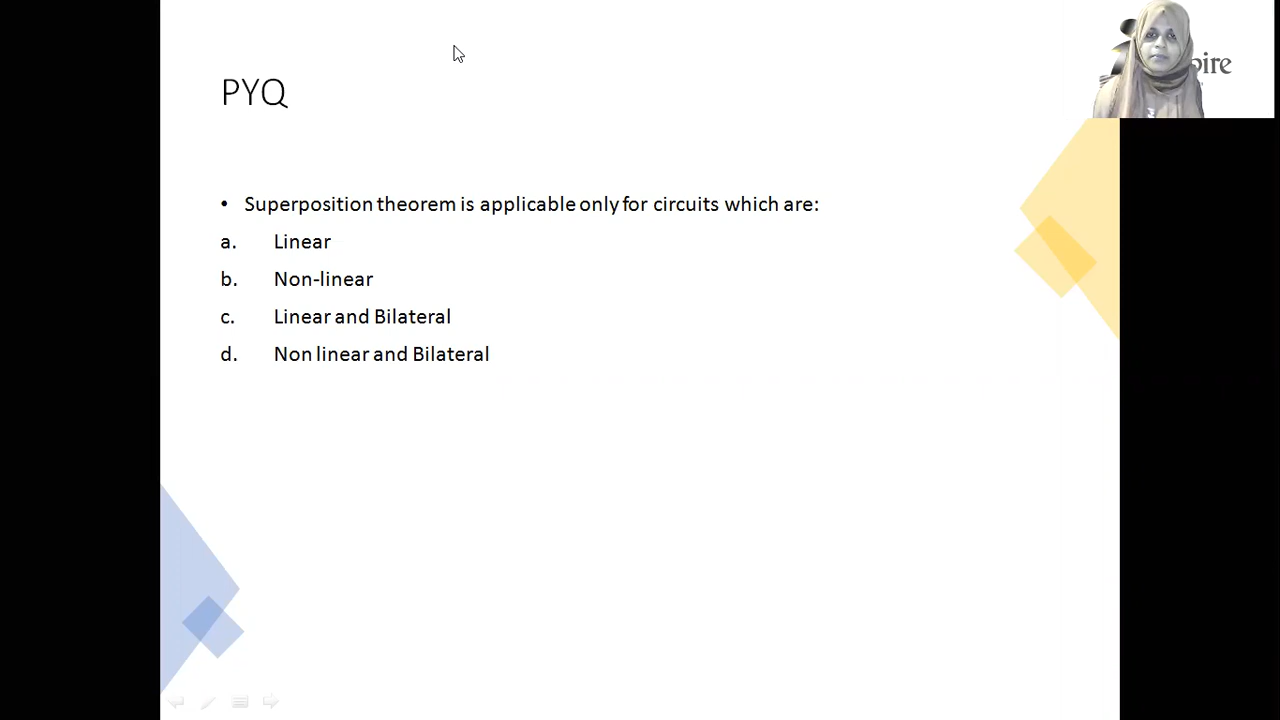 PYQ
• Superposition theorem is applicable only for circuits which are:
a. Linear
b. Non-linear
c. Linear and Bilateral
d. Non linear and Bilateral